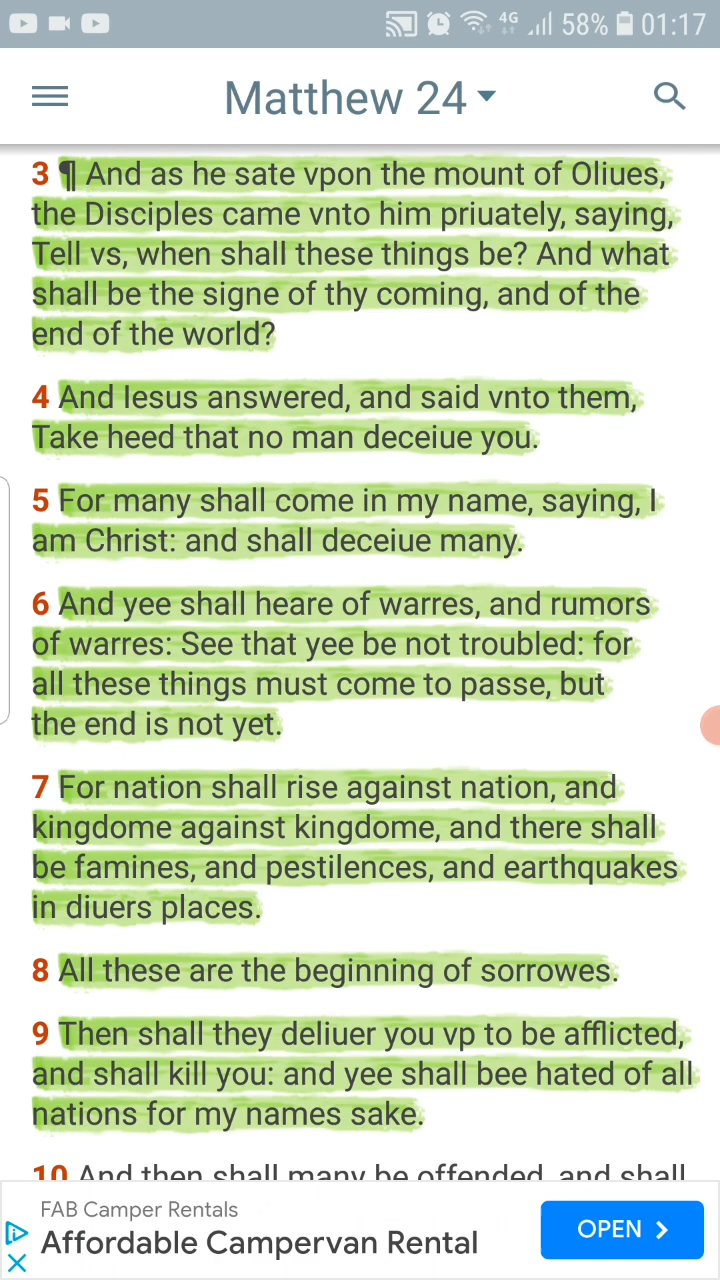 4G 58% 01:17
Matthew 24
3 ¶ And as he sate vpon the mount of Oliues,
the Disciples came vnto him priuately, saying,
Tell vs, when shall these things be? And what
shall be the signe of thy coming, and of the
end of the world?
4 And Iesus answered, and said vnto them,
Take heed that no man deceiue you.
5 For many shall come in my name, saying, I
am Christ: and shall deceiue many.
6 And yee shall heare of warres, and rumors
of warres: See that yee be not troubled: for
all these things must come to passe, but
the end is not yet.
7 For nation shall rise against nation, and
kingdome against kingdome, and there shall
be famines, and pestilences, and earthquakes
in diuers places.
8 All these are the beginning of sorrowes.
9 Then shall they deliuer you vp to be afflicted,
and shall kill you: and yee shall bee hated of all
nations for my names sake.
10 And then shall many be offended, and shall
FAB Camper Rentals
Affordable Campervan Rental
OPEN